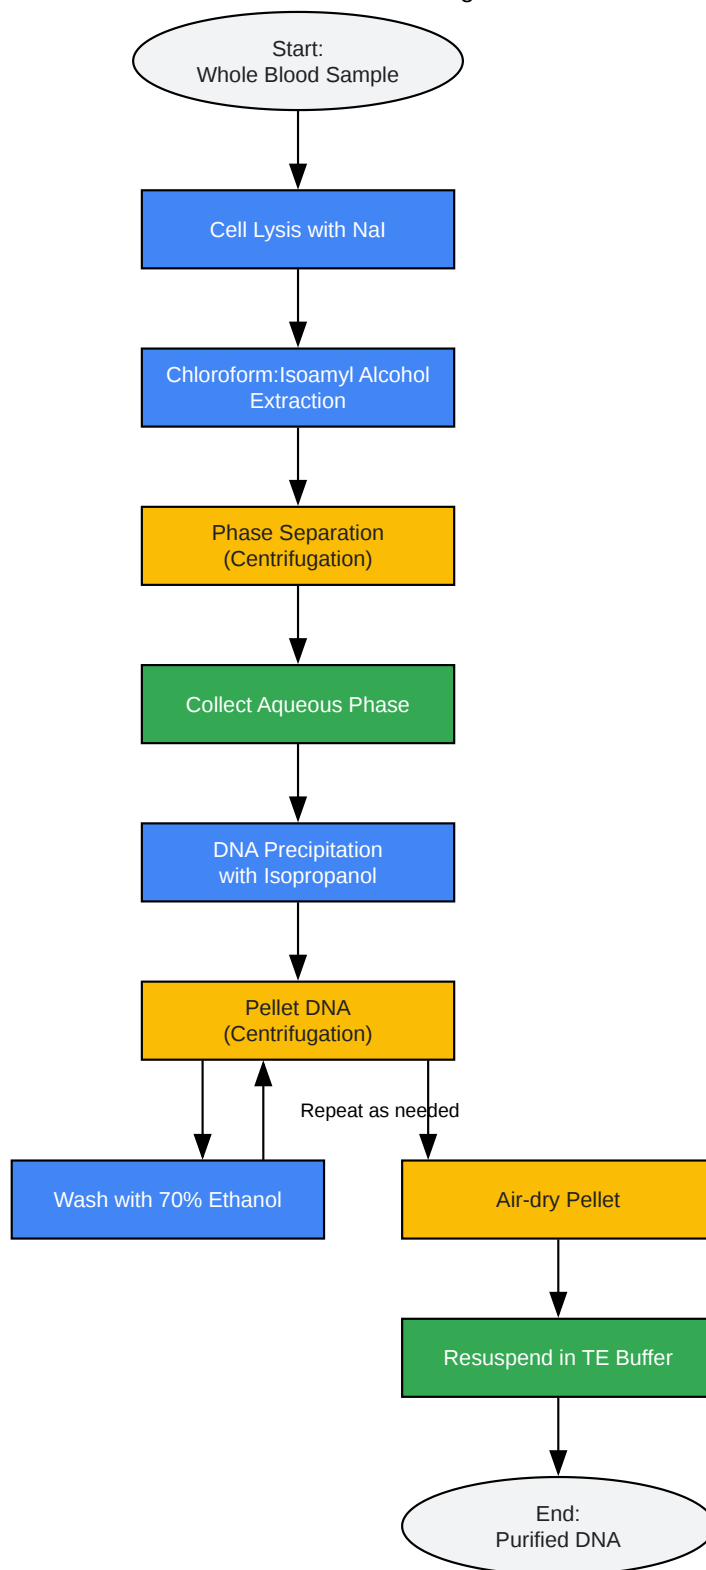 Start:
Whole Blood Sample
Cell Lysis with NaI
Chloroform:Isoamyl Alcohol
Extraction
Phase Separation
(Centrifugation)
Collect Aqueous Phase
DNA Precipitation
with Isopropanol
Pellet DNA
(Centrifugation)
Repeat as needed
Wash with 70% Ethanol
Air-dry Pellet
Resuspend in TE Buffer
End:
Purified DNA